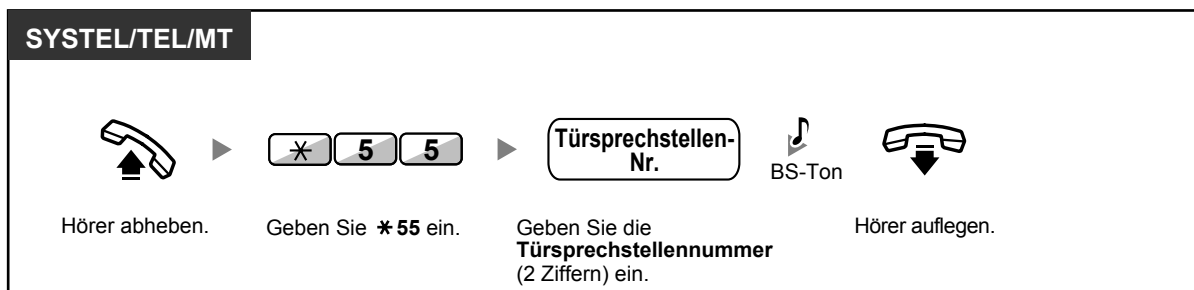 SYSTEL/TEL/MT
✳ 5 5
Türsprechstellen-
Nr.
BS-Ton
Hörer abheben.
Geben Sie ✳55 ein.
Geben Sie die
Türsprechstellennummer
(2 Ziffern) ein.
Hörer auflegen.